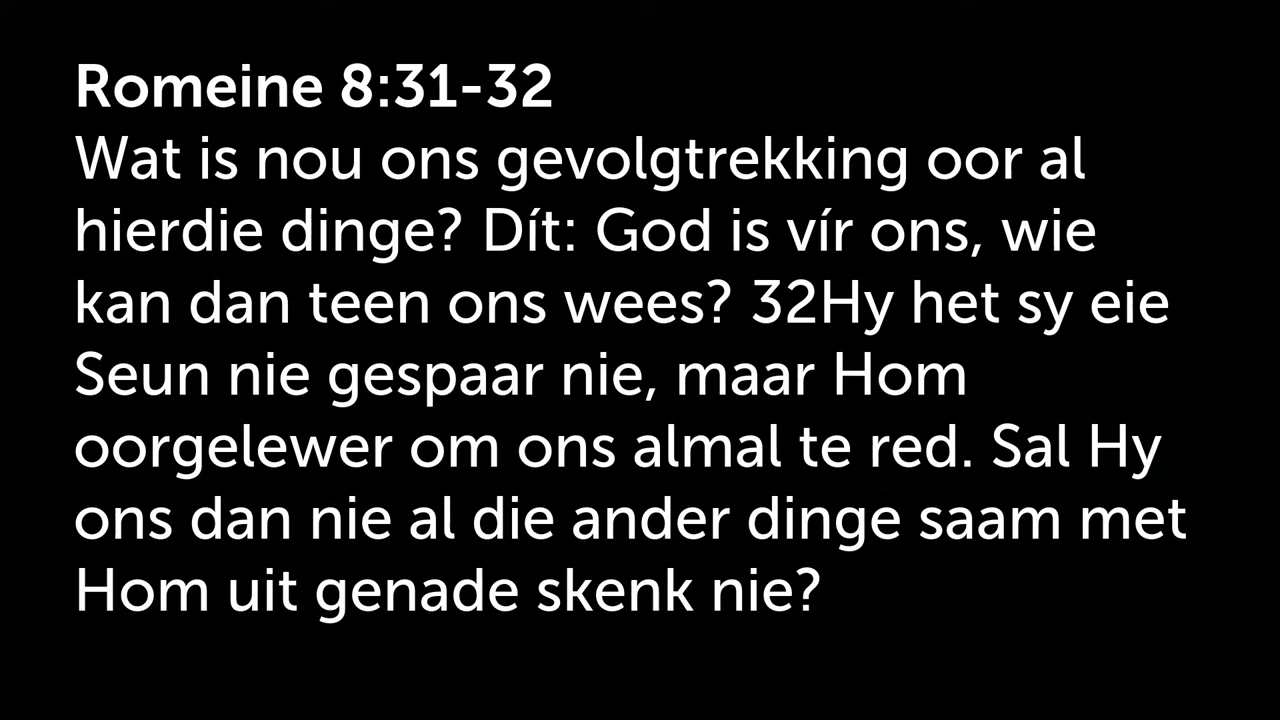 Romeine 8:31-32
Wat is nou ons gevolgtrekking oor al
hierdie dinge? Dít: God is vír ons, wie
kan dan teen ons wees? 32Hy het sy eie
Seun nie gespaar nie, maar Hom
oorgelewer om ons almal te red. Sal Hy
ons dan nie al die ander dinge saam met
Hom uit genade skenk nie?